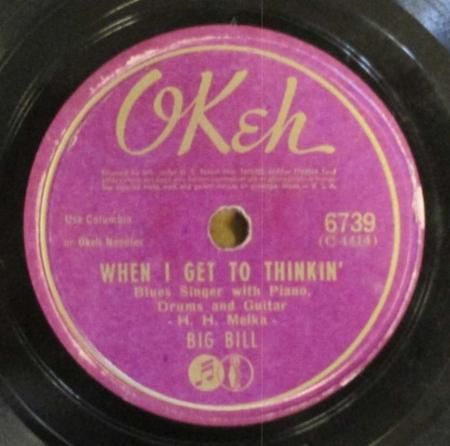 OKeh
Use Columbia
or Okeh Needles
6739
(C-4414)
WHEN I GET TO THINKIN'
Blues Singer with Piano,
Drums and Guitar
- H. H. Melka -
BIG BILL